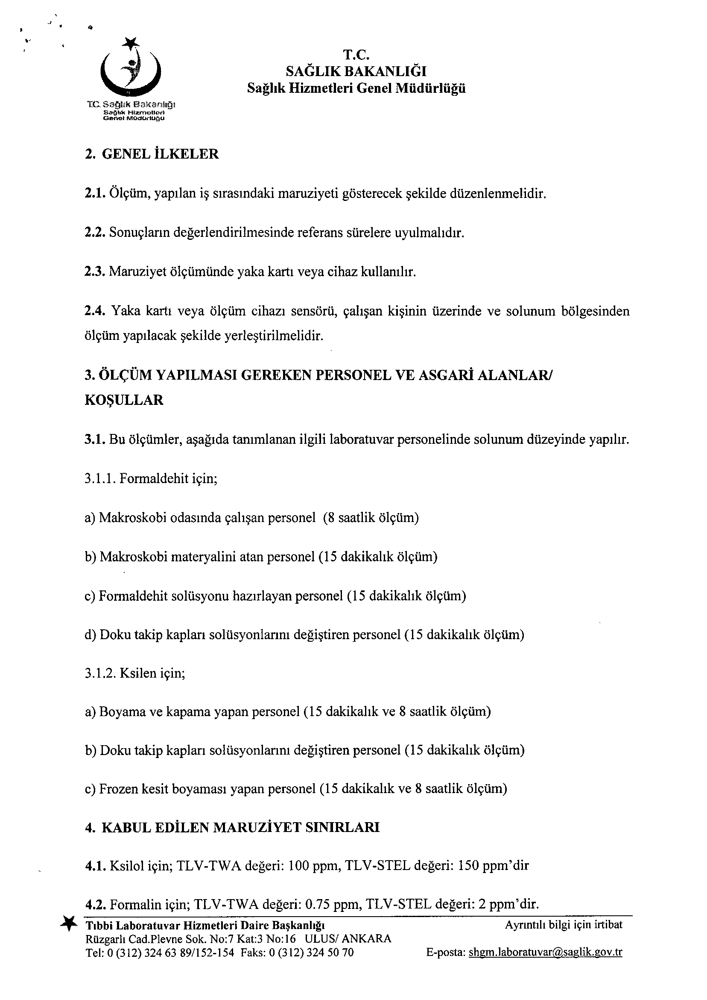 T.C.
SAĞLIK BAKANLIĞI
Sağlık Hizmetleri Genel Müdürlüğü
T.C. Sağlık Bakanlığı
Sağlık Hizmetleri
Genel Müdürlüğü
2. GENEL İLKELER
2.1. Ölçüm, yapılan iş sırasındaki maruziyeti gösterecek şekilde düzenlenmelidir.
2.2. Sonuçların değerlendirilmesinde referans sürelere uyulmalıdır.
2.3. Maruziyet ölçümünde yaka kartı veya cihaz kullanılır.
2.4. Yaka kartı veya ölçüm cihazı sensörü, çalışan kişinin üzerinde ve solunum bölgesinden
ölçüm yapılacak şekilde yerleştirilmelidir.
3. ÖLÇÜM YAPILMASI GEREKEN PERSONEL VE ASGARİ ALANLAR/
KOŞULLAR
3.1. Bu ölçümler, aşağıda tanımlanan ilgili laboratuvar personelinde solunum düzeyinde yapılır.
3.1.1. Formaldehit için;
a) Makroskobi odasında çalışan personel (8 saatlik ölçüm)
b) Makroskobi materyalini atan personel (15 dakikalık ölçüm)
c) Formaldehit solüsyonu hazırlayan personel (15 dakikalık ölçüm)
d) Doku takip kapları solüsyonlarını değiştiren personel (15 dakikalık ölçüm)
3.1.2. Ksilen için;
a) Boyama ve kapama yapan personel (15 dakikalık ve 8 saatlik ölçüm)
b) Doku takip kapları solüsyonlarını değiştiren personel (15 dakikalık ölçüm)
c) Frozen kesit boyaması yapan personel (15 dakikalık ve 8 saatlik ölçüm)
4. KABUL EDİLEN MARUZİYET SINIRLARI
4.1. Ksilol için; TLV-TWA değeri: 100 ppm, TLV-STEL değeri: 150 ppm’dir
4.2. Formalin için; TLV-TWA değeri: 0.75 ppm, TLV-STEL değeri: 2 ppm’dir.
Tıbbi Laboratuvar Hizmetleri Daire Başkanlığı Ayrıntılı bilgi için irtibat
Rüzgarlı Cad.Plevne Sok. No:7 Kat:3 No:16 ULUS/ ANKARA
Tel: 0 (312) 324 63 89/152-154 Faks: 0 (312) 324 50 70 E-posta: shgm.laboratuvar@saglik.gov.tr